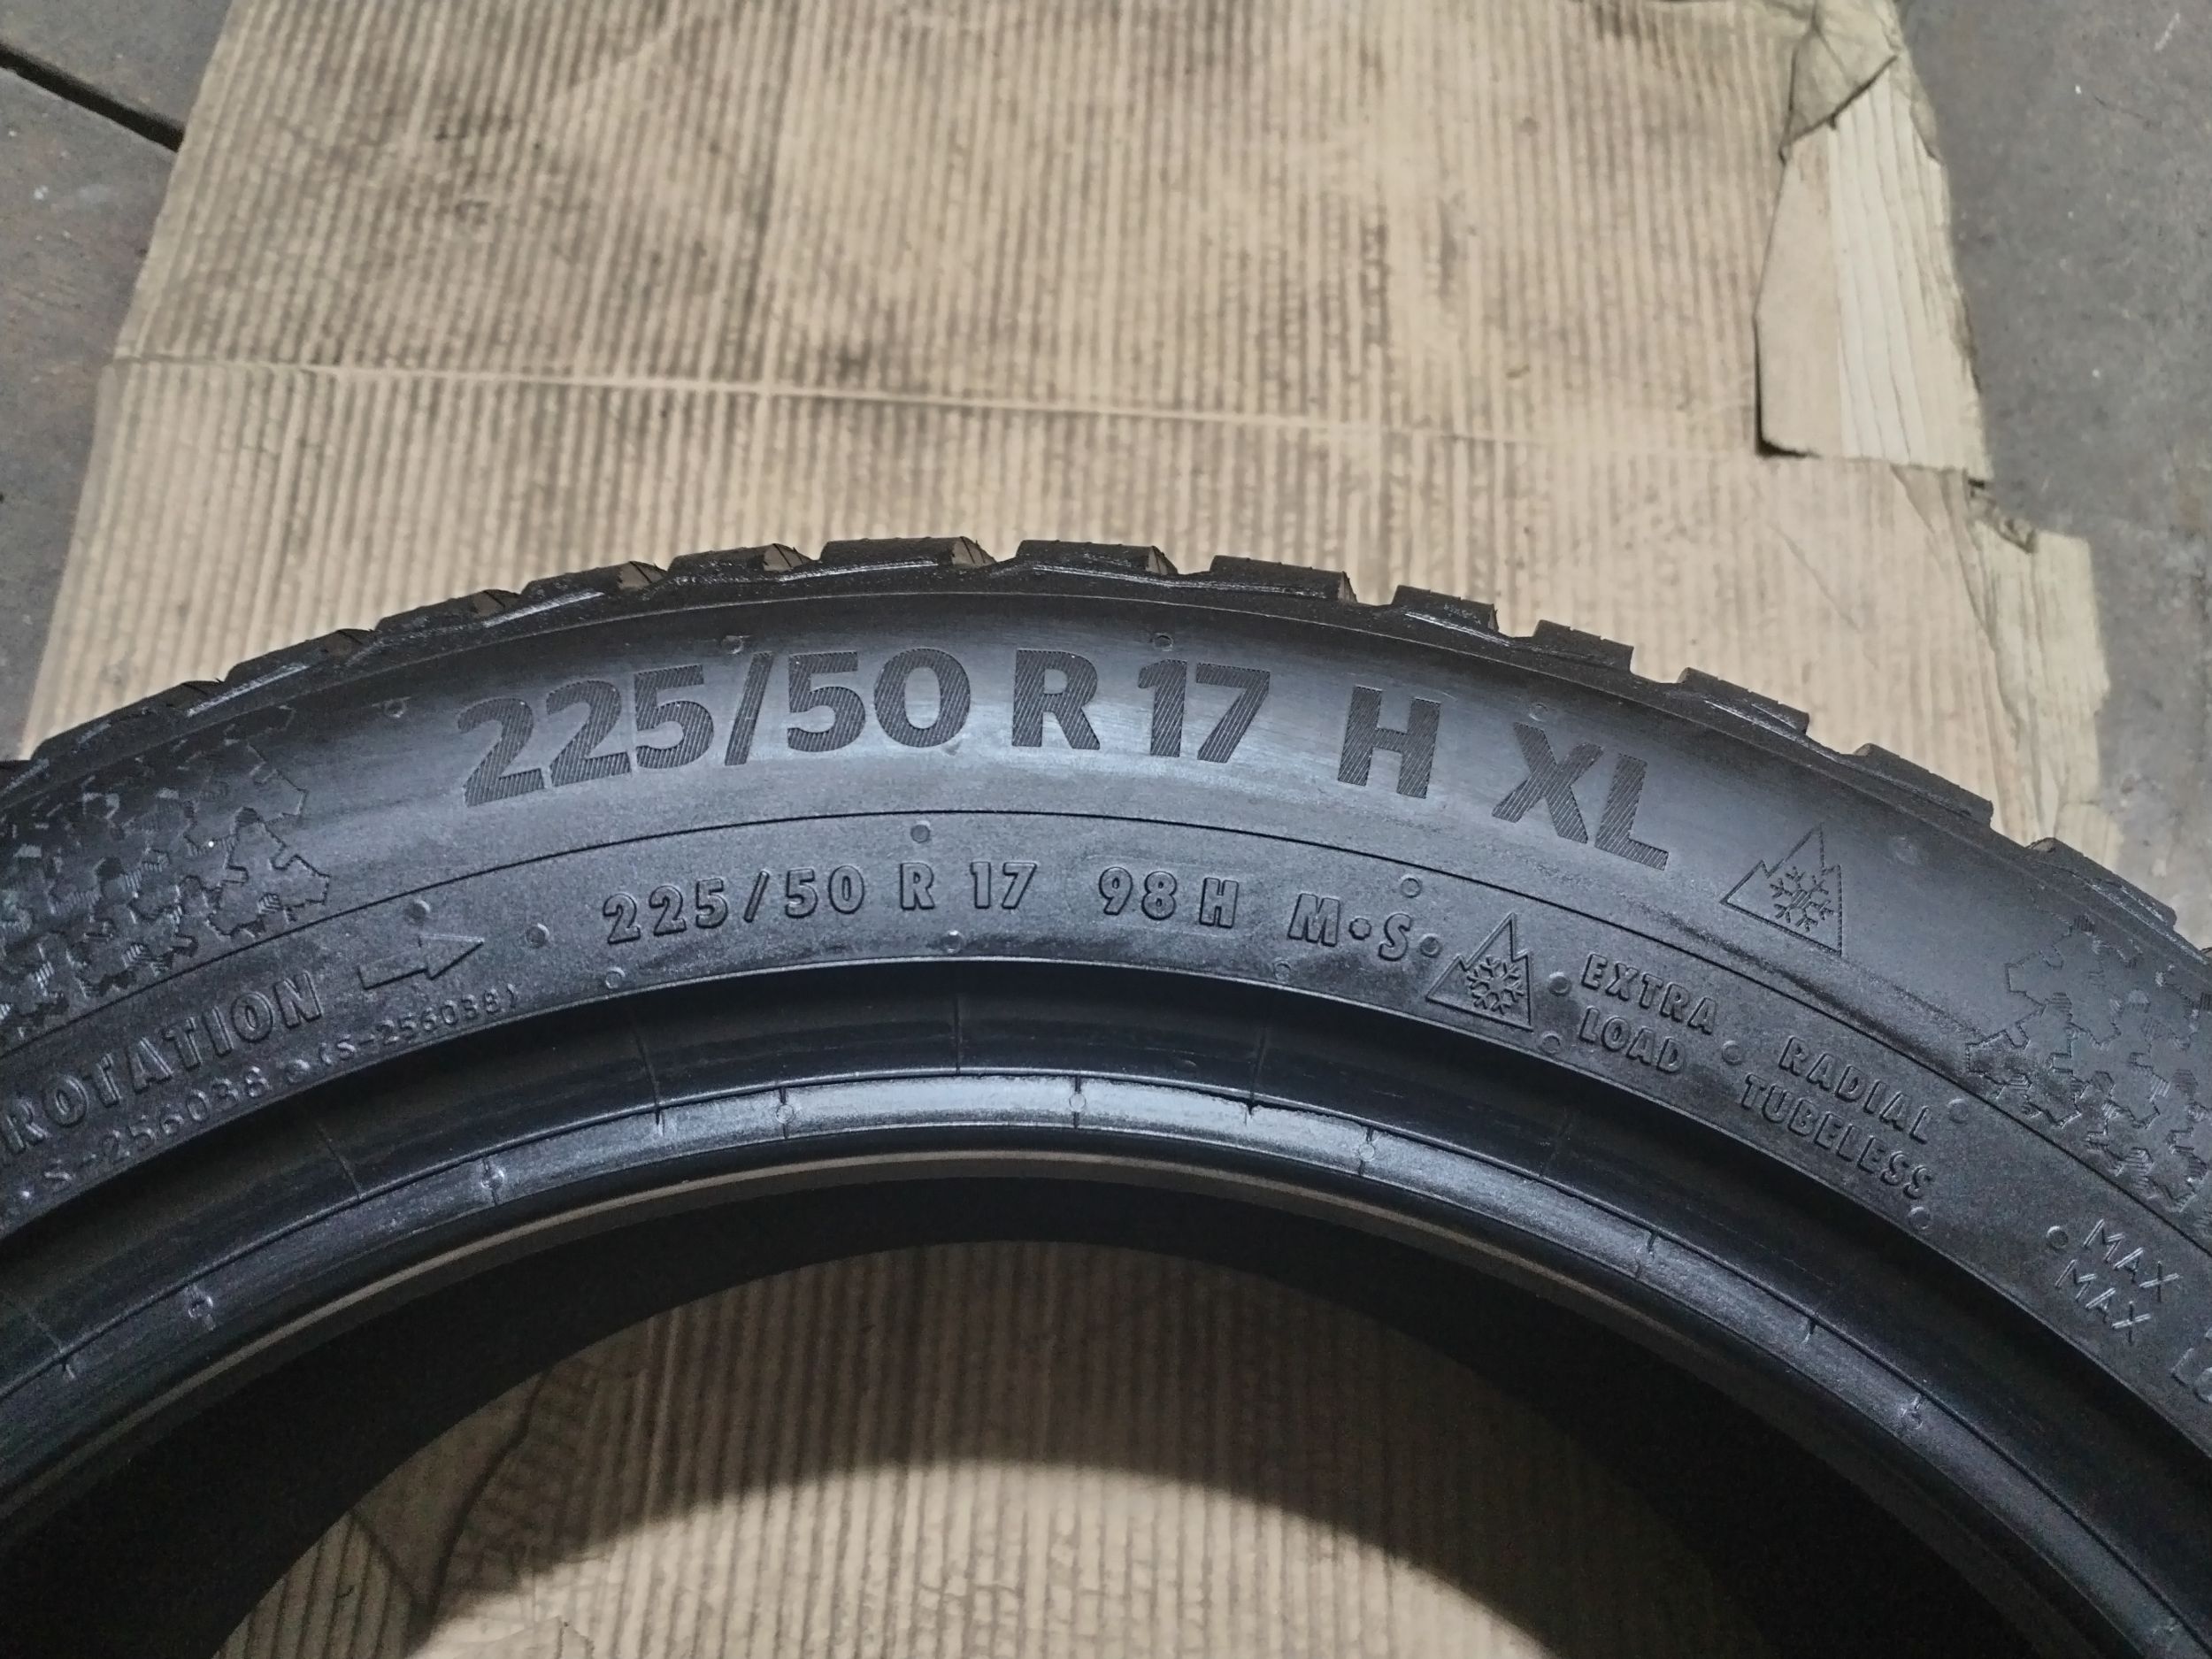 225/50 R 17 H XL
ROTATION
225/50 R 17 98 H M•S
EXTRA LOAD
RADIAL TUBELESS
S-256038 (S-256038)
MAX
MAX